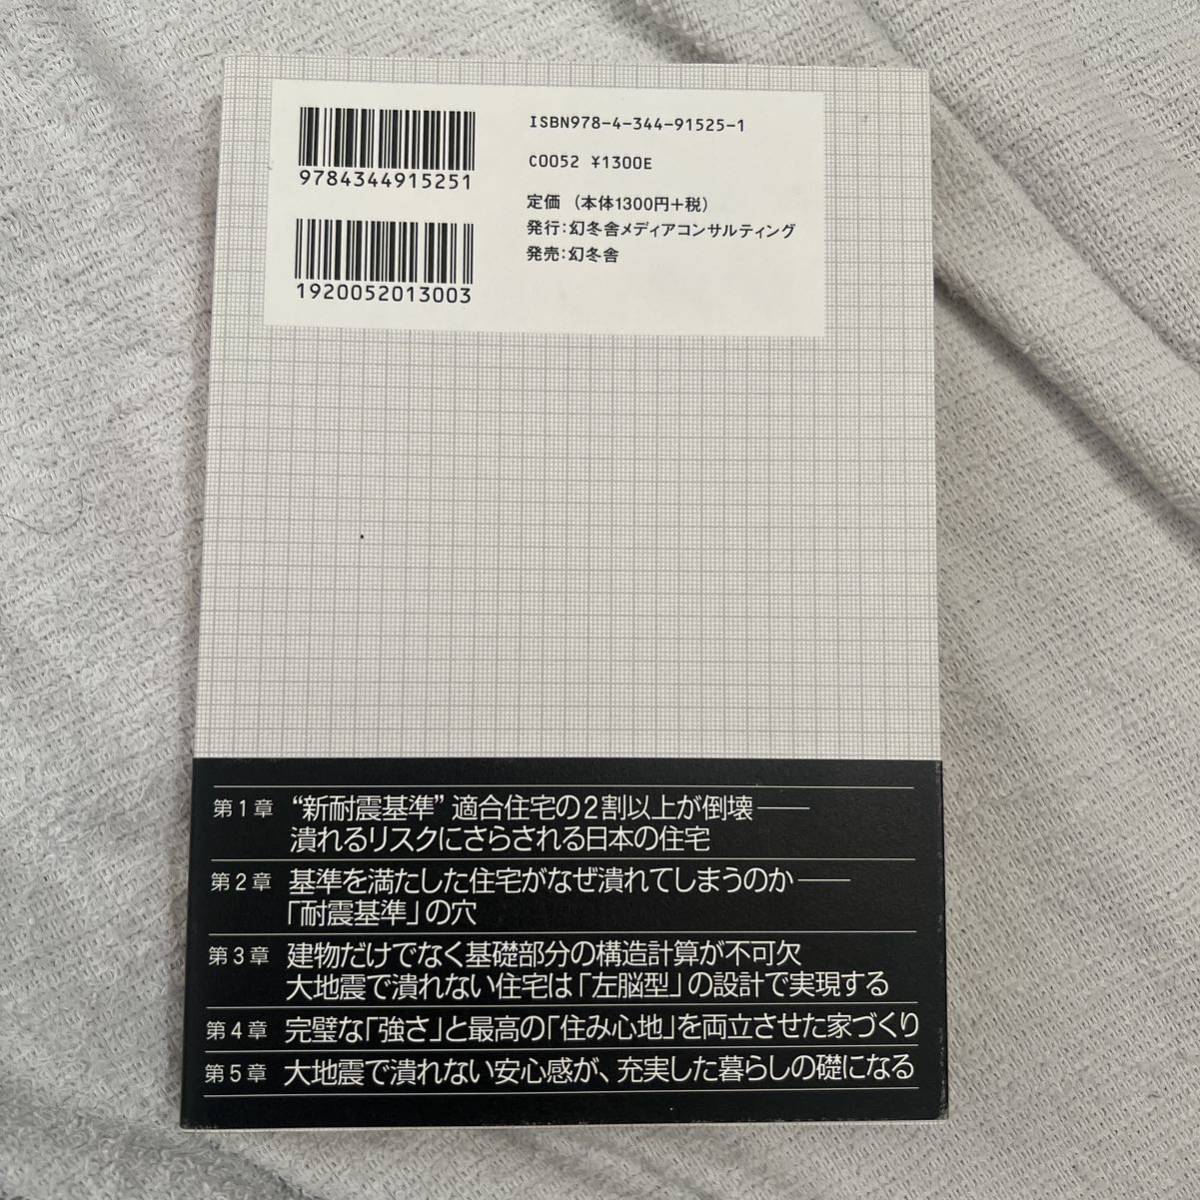 ISBN978-4-344-91525-1
C0052 ¥1300E
9784344915251
定価 (本体1300円+税)
発行:幻冬舎メディアコンサルティング
発売:幻冬舎
1920052013003
第1章 “新耐震基準”適合住宅の2割以上が倒壊——
潰れるリスクにさらされる日本の住宅
第2章 基準を満たした住宅がなぜ潰れてしまうのか——
「耐震基準」の穴
第3章 建物だけでなく基礎部分の構造計算が不可欠
大地震で潰れない住宅は「左脳型」の設計で実現する
第4章 完璧な「強さ」と最高の「住み心地」を両立させた家づくり
第5章 大地震で潰れない安心感が、充実した暮らしの礎になる